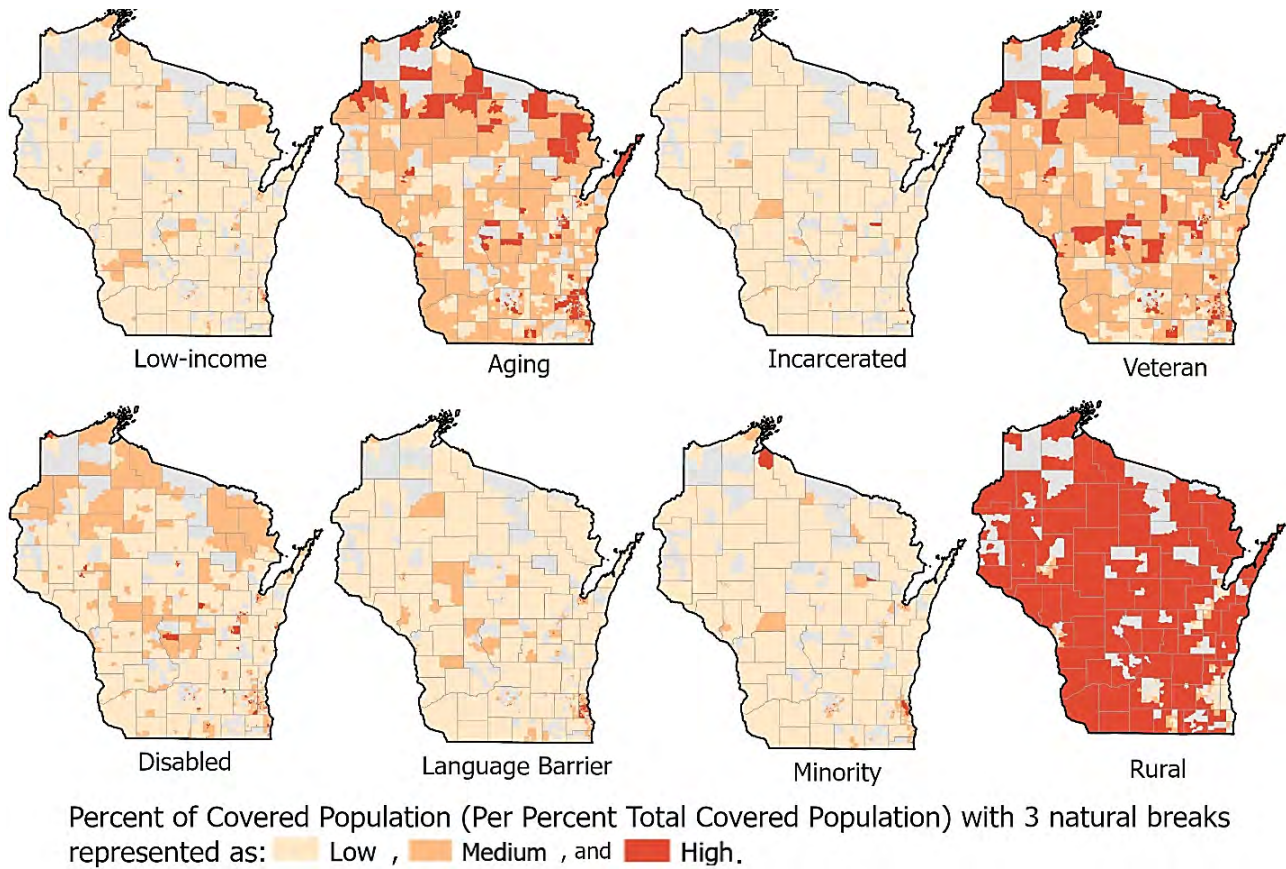 Low-income
Aging
Incarcerated
Veteran
Disabled
Language Barrier
Minority
Rural
Percent of Covered Population (Per Percent Total Covered Population) with 3 natural breaks
represented as: Low , Medium , and High.